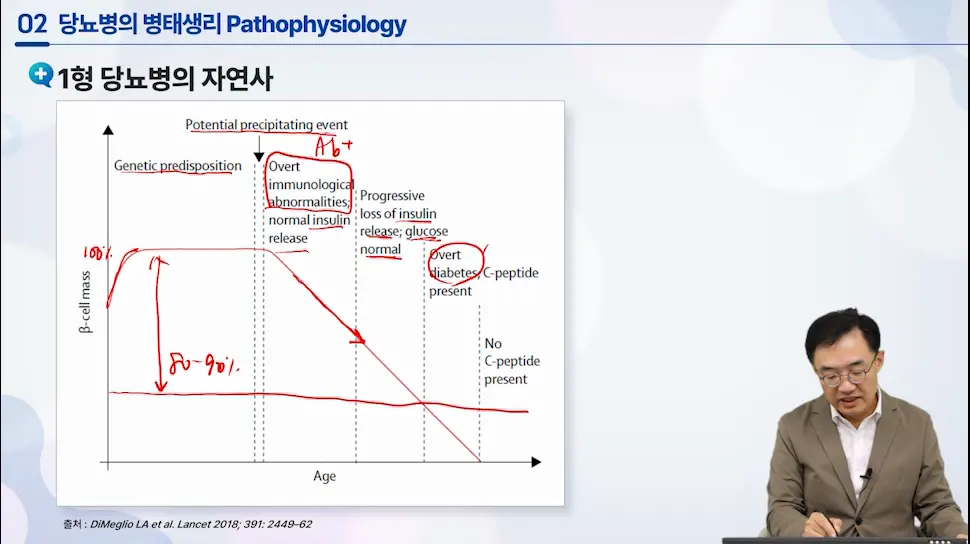 02 당뇨병의 병태생리 Pathophysiology
1형 당뇨병의 자연사
Potential precipitating event
Ab+
Genetic predisposition
Overt
immunological
abnormalities;
normal insulin
release
Progressive
loss of insulin
release; glucose
normal
Overt
diabetes, C-peptide
present
No
C-peptide
present
100%
80-90%
β-cell mass
Age
출처 : DiMeglio LA et al. Lancet 2018; 391: 2449–62